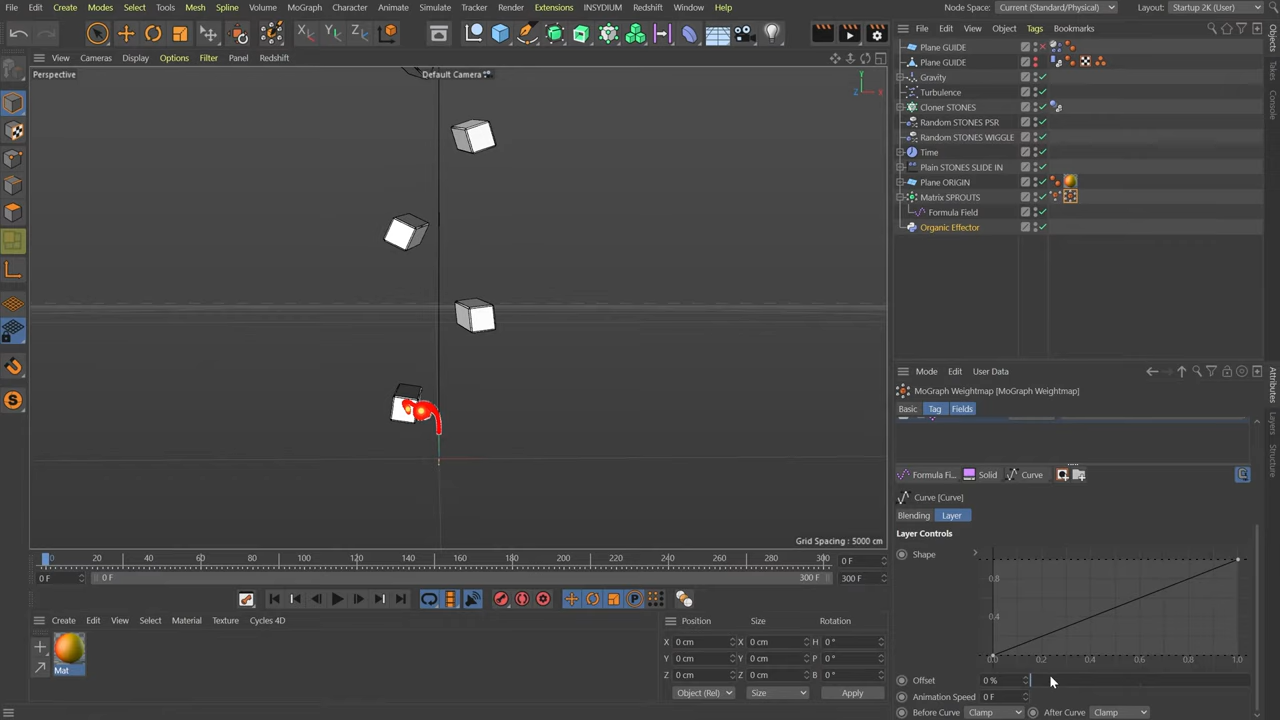 File Edit Create Modes Select Tools Mesh Spline Volume MoGraph Character Animate Simulate Tracker Render Extensions INSYDIUM Redshift Window Help Node Space: Current (Standard/Physical) Layout: Startup 2K (User)
X Y Z
File Edit View Object Tags Bookmarks
View Cameras Display Options Filter Panel Redshift
Perspective Default Camera
Y
Z X
Plane GUIDE
Plane GUIDE
Gravity
Turbulence
Cloner STONES
Random STONES PSR
Random STONES WIGGLE
Time
Plain STONES SLIDE IN
Plane ORIGIN
Matrix SPROUTS
Formula Field
Organic Effector
Objects
Takes
Console
Mode Edit User Data
MoGraph Weightmap [MoGraph Weightmap]
Basic Tag Fields
Attributes
Layers
Structure
Formula Fi... Solid Curve
Curve [Curve]
Blending Layer
Layer Controls
Shape
0.8
0.4
0.0 0.2 0.4 0.6 0.8 1.0
Offset 0 %
Animation Speed 0 F
Before Curve Clamp After Curve Clamp
Grid Spacing : 5000 cm
0 20 40 60 80 100 120 140 160 180 200 220 240 260 280 300 0 F
0 F 0 F 300 F 300 F
Create Edit View Select Material Texture Cycles 4D
Mat
Position Size Rotation
X 0 cm X 0 cm H 0 °
Y 0 cm Y 0 cm P 0 °
Z 0 cm Z 0 cm B 0 °
Object (Rel) Size Apply